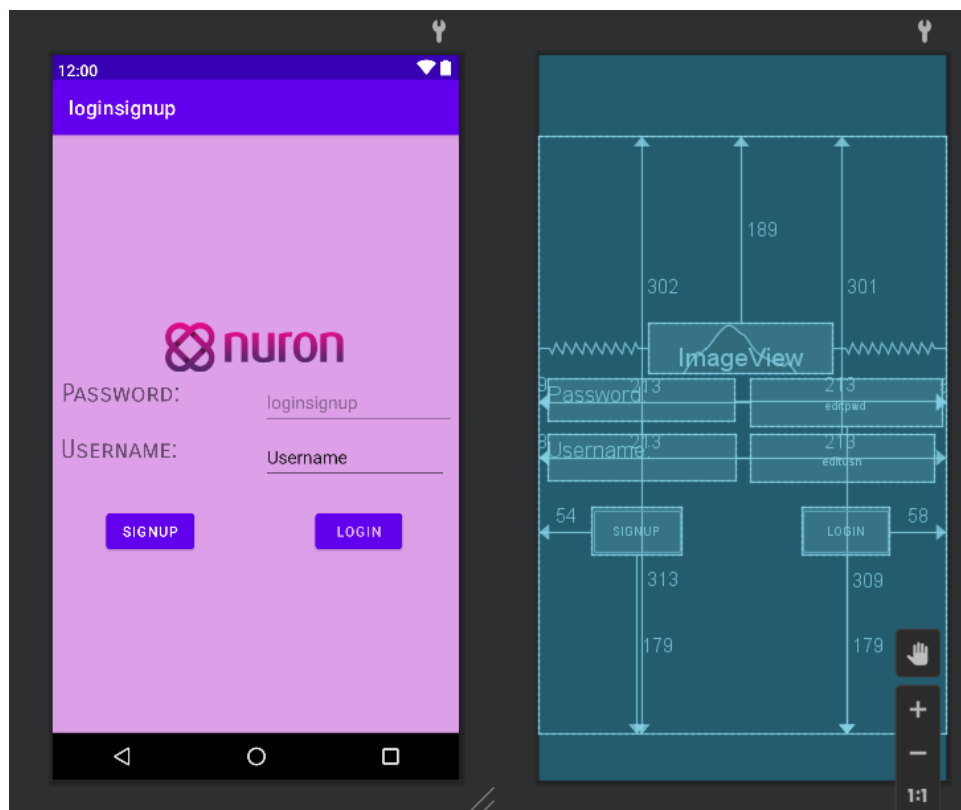 12:00
loginsignup
nuron
PASSWORD:
loginsignup
USERNAME:
Username
SIGNUP
LOGIN
189
302
301
ImageView
213
213
Password:
editpwd
213
213
Username:
editusn
54
58
SIGNUP
LOGIN
313
309
179
179
1:1